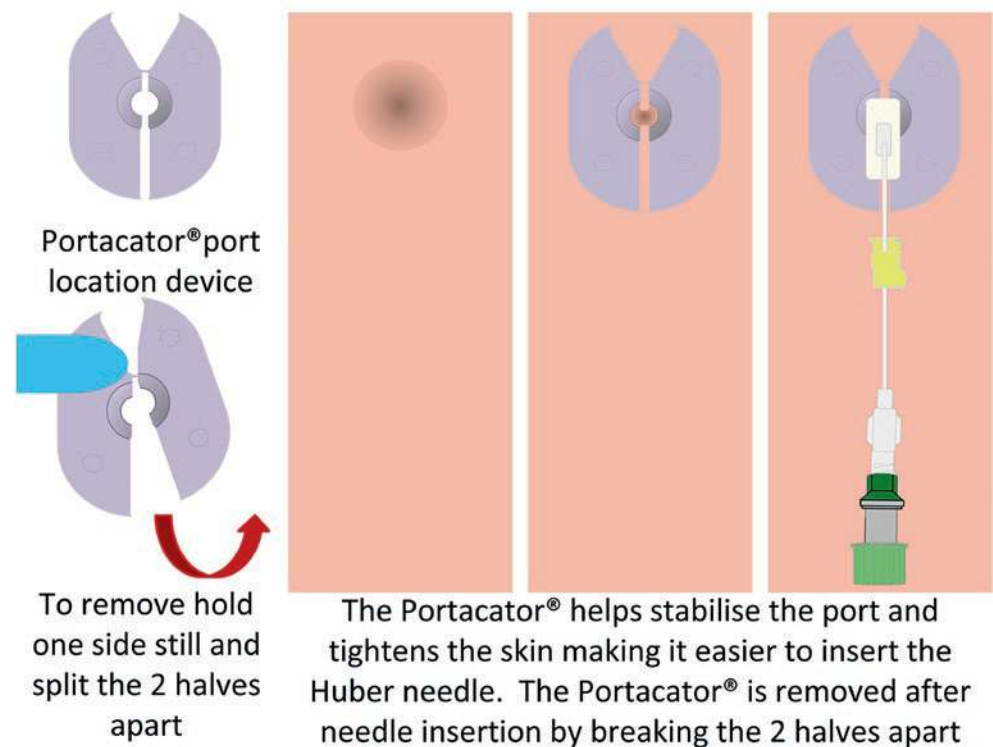 Portacator®port
location device
To remove hold
one side still and
split the 2 halves
apart
The Portacator® helps stabilise the port and
tightens the skin making it easier to insert the
Huber needle.  The Portacator® is removed after
needle insertion by breaking the 2 halves apart